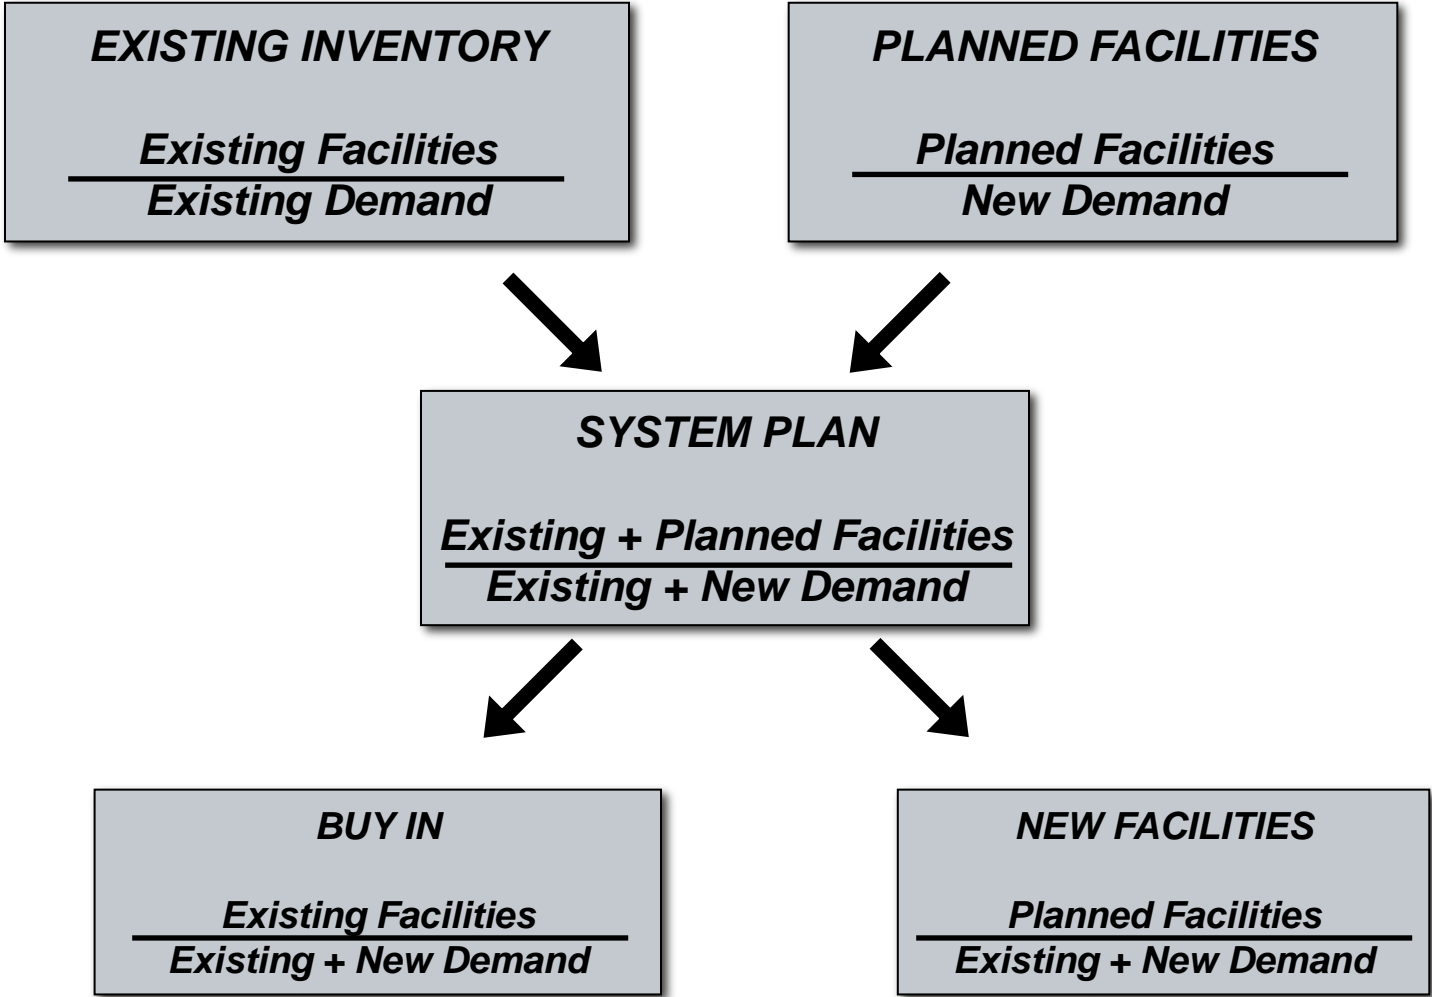 EXISTING INVENTORY
Existing Facilities
Existing Demand
PLANNED FACILITIES
Planned Facilities
New Demand
SYSTEM PLAN
Existing + Planned Facilities
Existing + New Demand
BUY IN
Existing Facilities
Existing + New Demand
NEW FACILITIES
Planned Facilities
Existing + New Demand